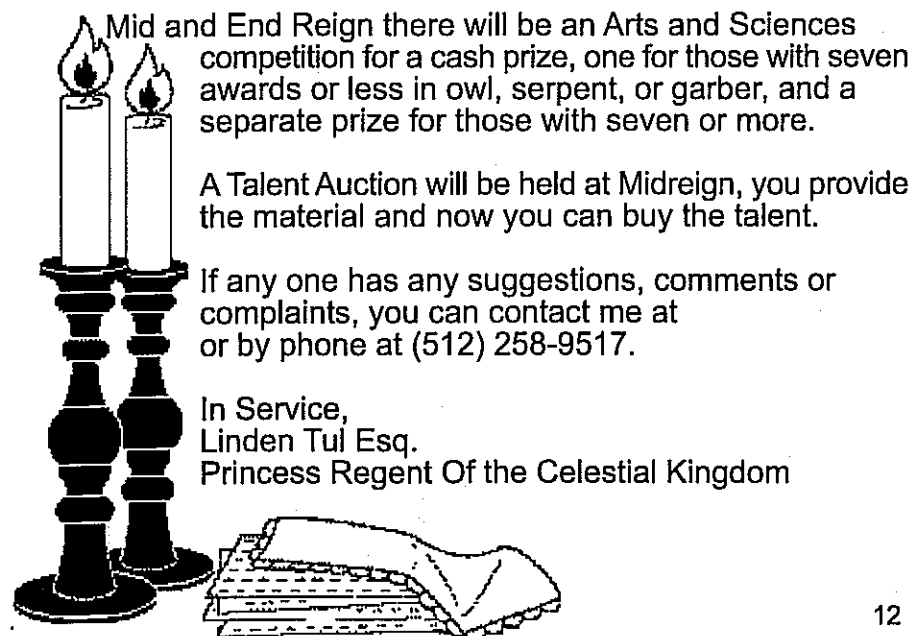 Mid and End Reign there will be an Arts and Sciences
competition for a cash prize, one for those with seven
awards or less in owl, serpent, or garber, and a
separate prize for those with seven or more.
A Talent Auction will be held at Midreign, you provide
the material and now you can buy the talent.
If any one has any suggestions, comments or
complaints, you can contact me at
or by phone at (512) 258-9517.
In Service,
Linden Tul Esq.
Princess Regent Of the Celestial Kingdom
12